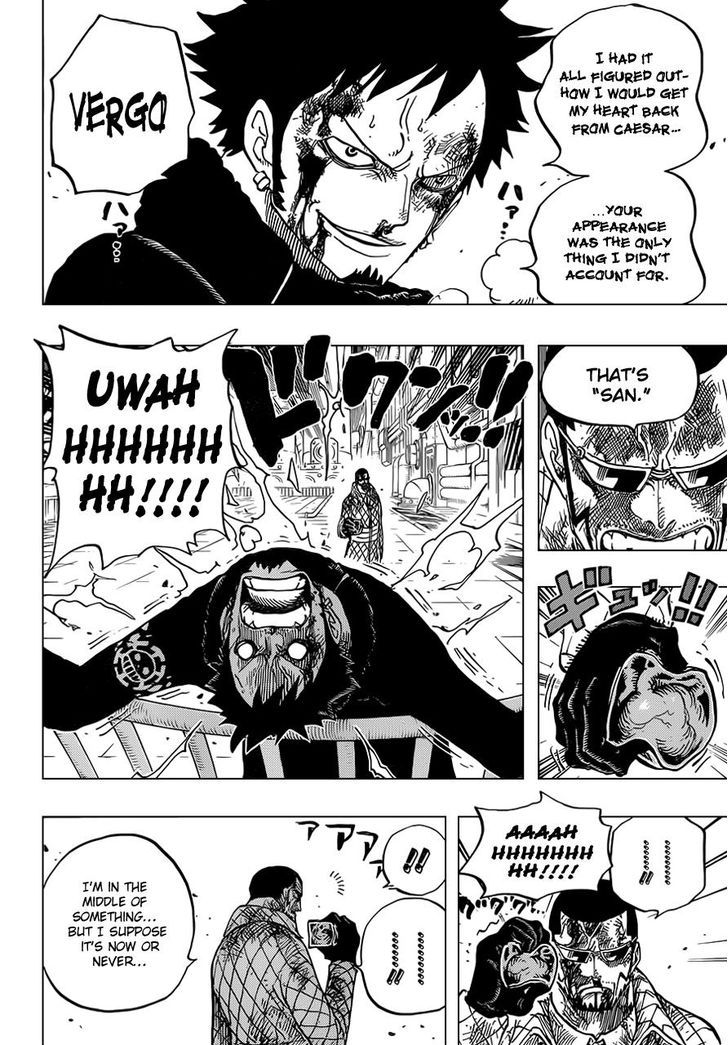 I HAD IT
ALL FIGURED OUT-
HOW I WOULD GET
MY HEART BACK
FROM CAESAR...
...YOUR
APPEARANCE
WAS THE ONLY
THING I DIDN'T
ACCOUNT FOR.
VERGO
ハァ…
ハァ…
THAT'S
"SAN."
ギュッ!!
ドクンッ!!
UWAH
HHHHHH
HH!!!!
AAAAH
HHHHHHH
HH!!!!
アアアア
!!
!!
!!
I'M IN THE
MIDDLE OF
SOMETHING...
BUT I SUPPOSE
IT'S NOW OR
NEVER...